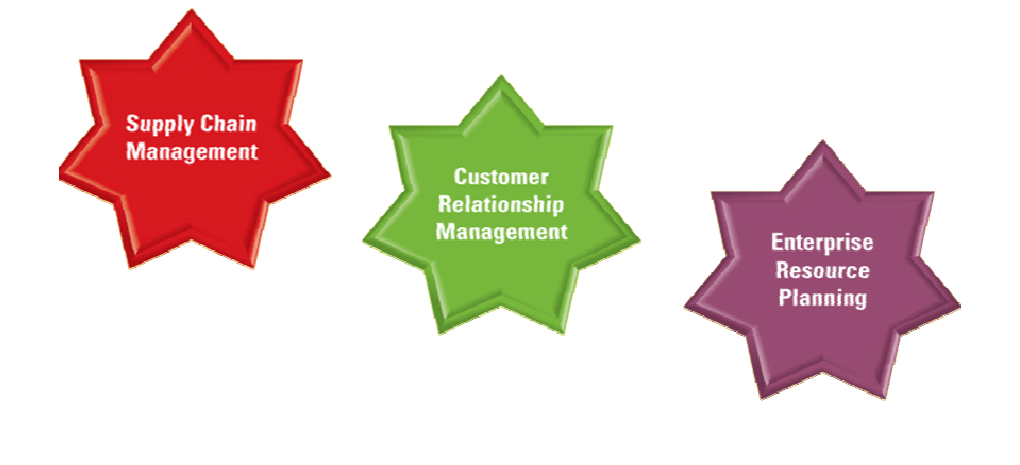 Supply Chain
Management
Customer
Relationship
Management
Enterprise
Resource
Planning